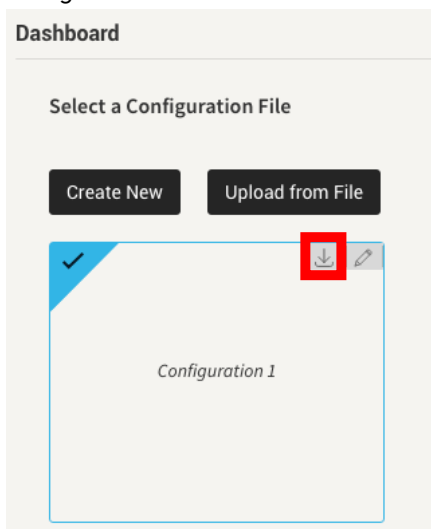 Dashboard
Select a Configuration File
Create New
Upload from File
Configuration 1